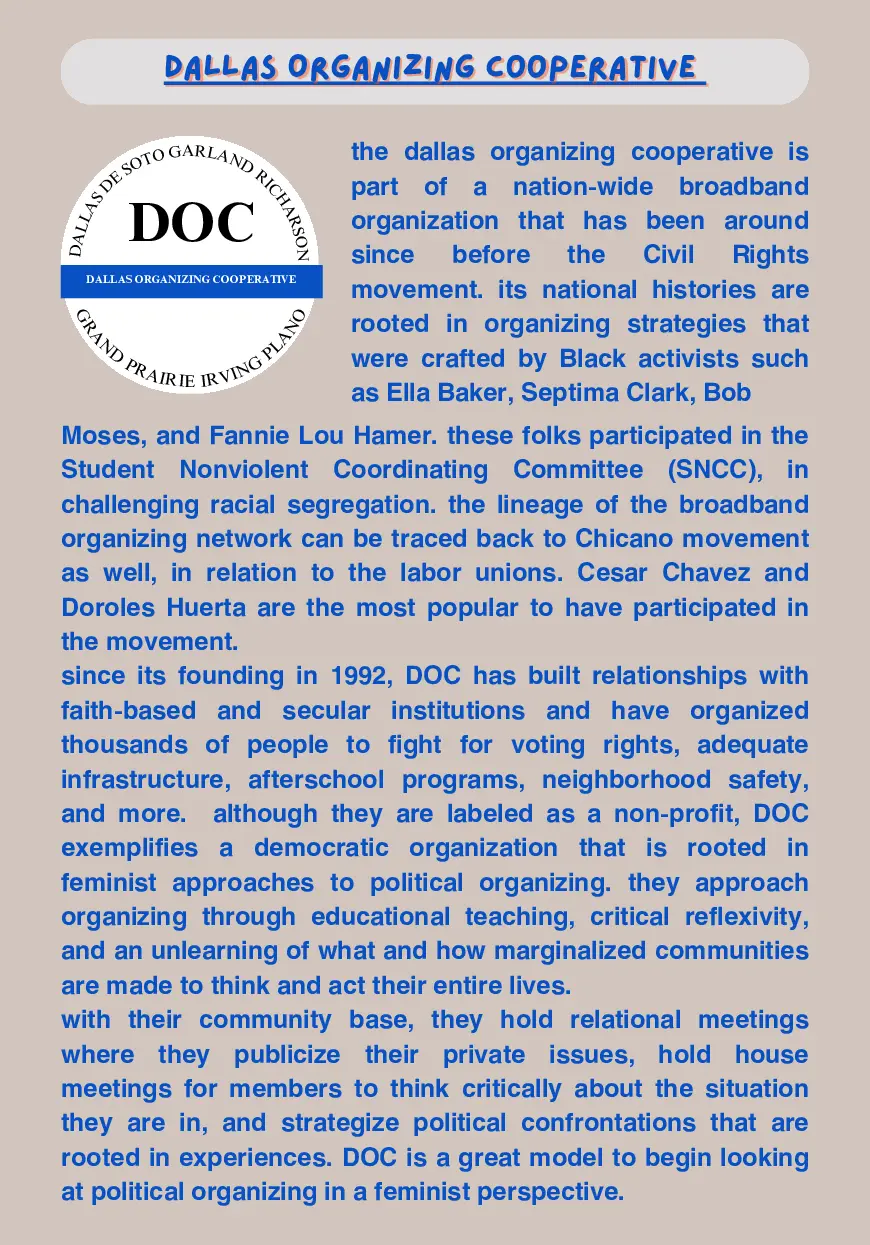 DALLAS ORGANIZING COOPERATIVE
DALLAS DE SOTO GARLAND RICHARSON
DOC
DALLAS ORGANIZING COOPERATIVE
GRAND PRAIRIE IRVING PLANO
the dallas organizing cooperative is
part of a nation-wide broadband
organization that has been around
since before the Civil Rights
movement. its national histories are
rooted in organizing strategies that
were crafted by Black activists such
as Ella Baker, Septima Clark, Bob
Moses, and Fannie Lou Hamer. these folks participated in the
Student Nonviolent Coordinating Committee (SNCC), in
challenging racial segregation. the lineage of the broadband
organizing network can be traced back to Chicano movement
as well, in relation to the labor unions. Cesar Chavez and
Doroles Huerta are the most popular to have participated in
the movement.
since its founding in 1992, DOC has built relationships with
faith-based and secular institutions and have organized
thousands of people to fight for voting rights, adequate
infrastructure, afterschool programs, neighborhood safety,
and more. although they are labeled as a non-profit, DOC
exemplifies a democratic organization that is rooted in
feminist approaches to political organizing. they approach
organizing through educational teaching, critical reflexivity,
and an unlearning of what and how marginalized communities
are made to think and act their entire lives.
with their community base, they hold relational meetings
where they publicize their private issues, hold house
meetings for members to think critically about the situation
they are in, and strategize political confrontations that are
rooted in experiences. DOC is a great model to begin looking
at political organizing in a feminist perspective.